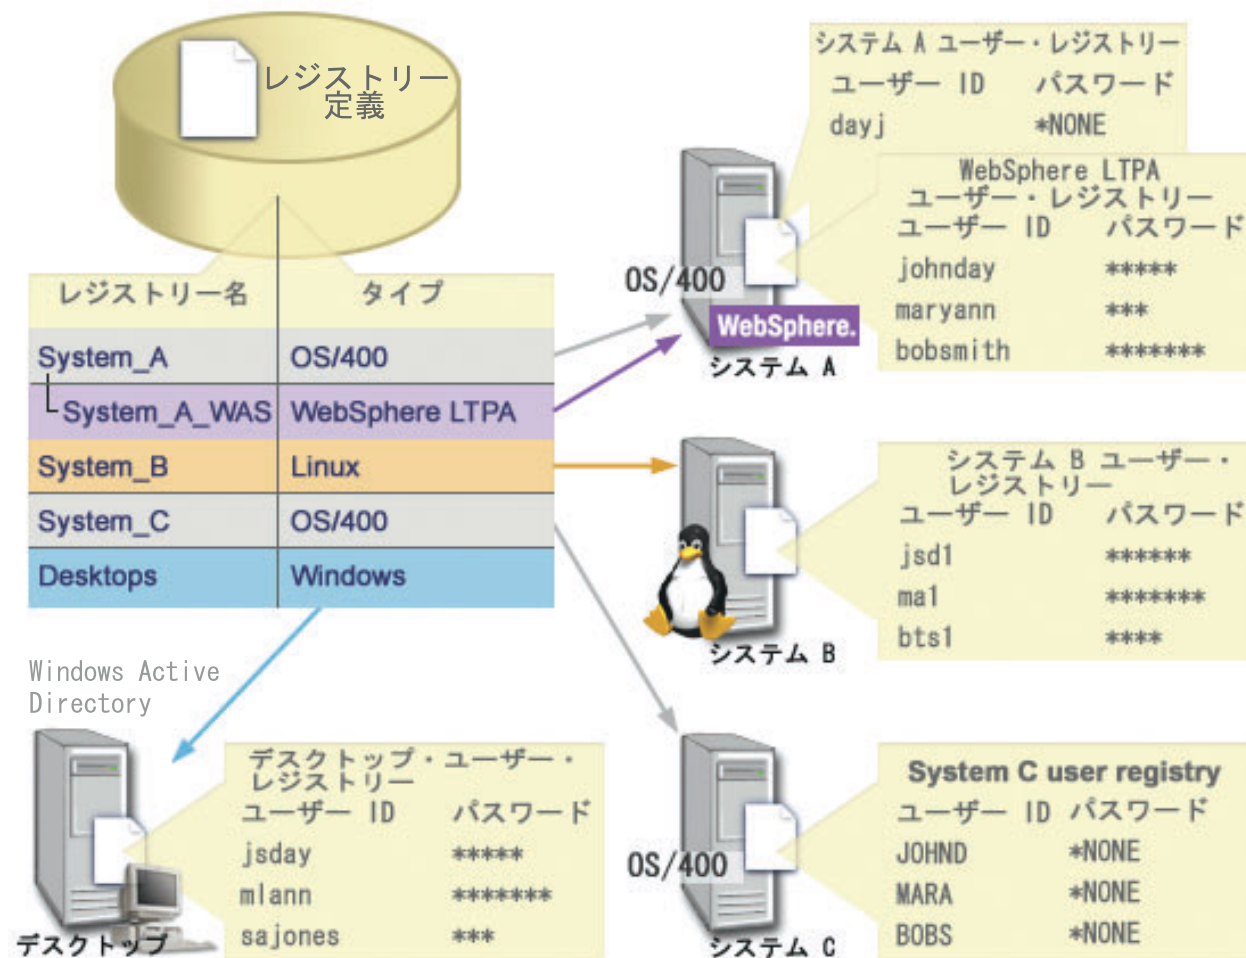 レジストリー
定義
レジストリー名 タイプ
System_A OS/400
System_A_WAS WebSphere LTPA
System_B Linux
System_C OS/400
Desktops Windows
システム A ユーザー・レジストリー
ユーザー ID パスワード
dayj *NONE
WebSphere LTPA
ユーザー・レジストリー
ユーザー ID パスワード
johnday *****
maryann ***
bobsmith *******
OS/400
WebSphere.
システム A
システム B ユーザー・
レジストリー
ユーザー ID パスワード
jsd1 ******
ma1 *******
bts1 ****
システム B
Windows Active
Directory
デスクトップ・ユーザー・
レジストリー
ユーザー ID パスワード
jsday *****
mlann *******
sajones ***
デスクトップ
System C user registry
ユーザー ID パスワード
JOHND *NONE
MARA *NONE
BOBS *NONE
OS/400
システム C